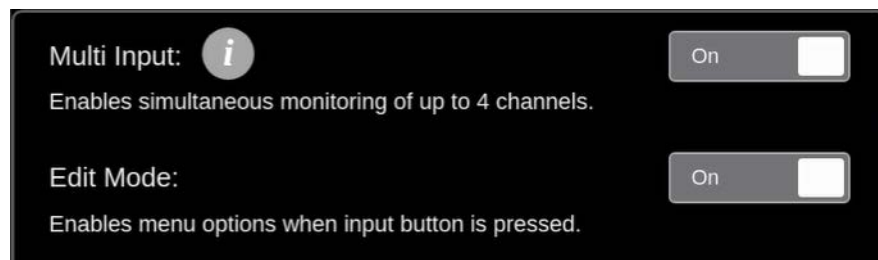 Multi Input: i On
Enables simultaneous monitoring of up to 4 channels.
Edit Mode: On
Enables menu options when input button is pressed.